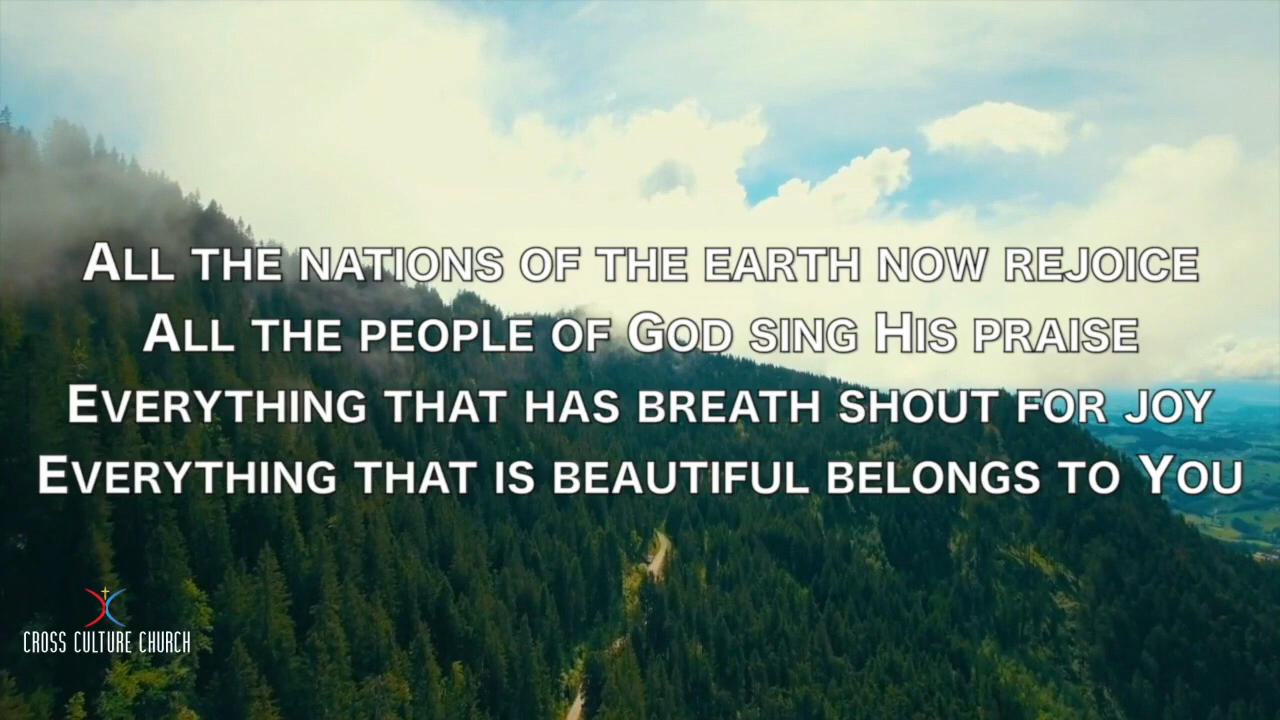 All the nations of the earth now rejoice
All the people of God sing His praise
Everything that has breath shout for joy
Everything that is beautiful belongs to You
CROSS CULTURE CHURCH